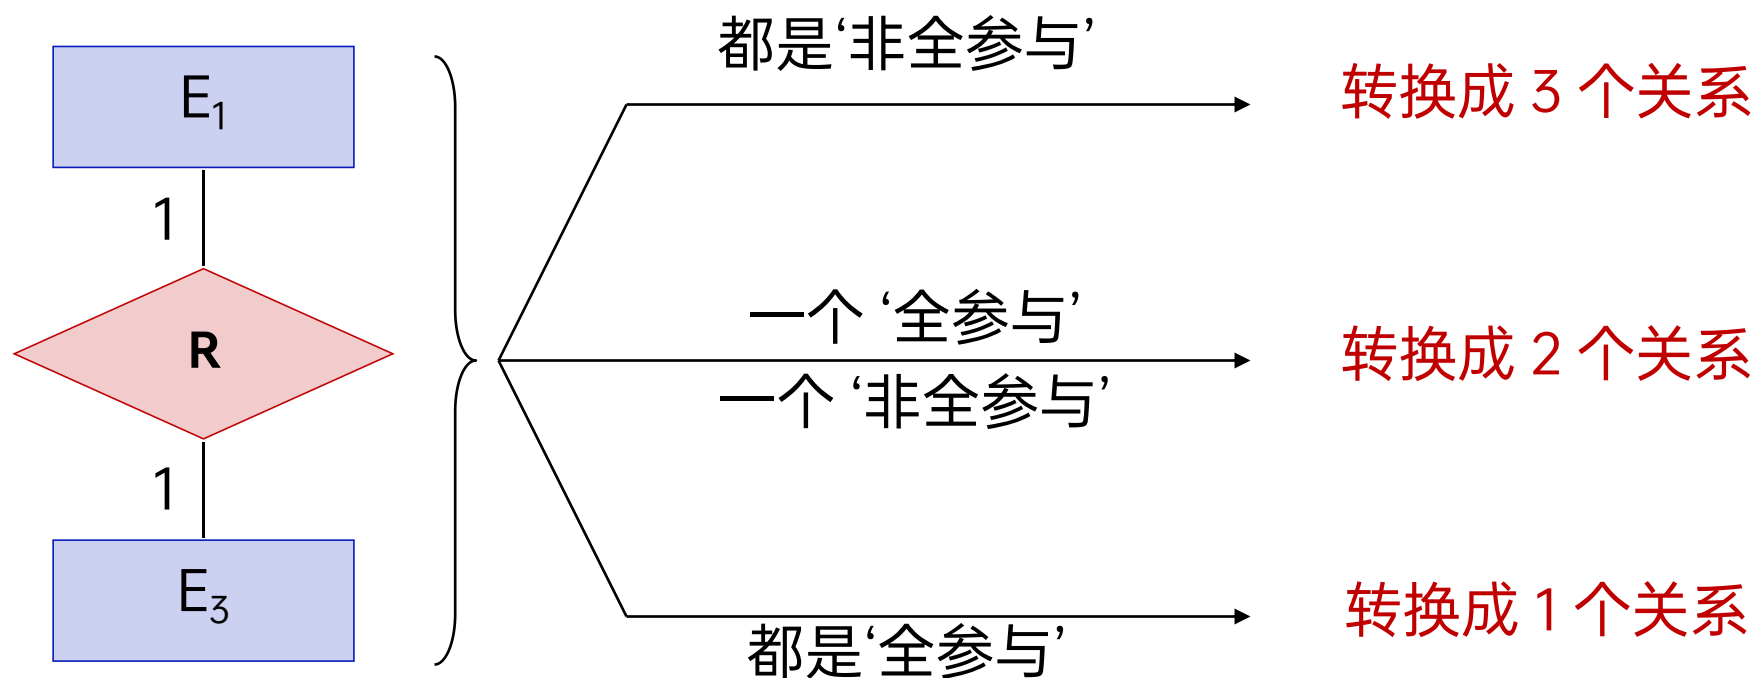 E1
1
R
1
E3
都是‘非全参与’
转换成 3 个关系
一个 ‘全参与’
一个 ‘非全参与’
转换成 2 个关系
都是‘全参与’
转换成 1 个关系